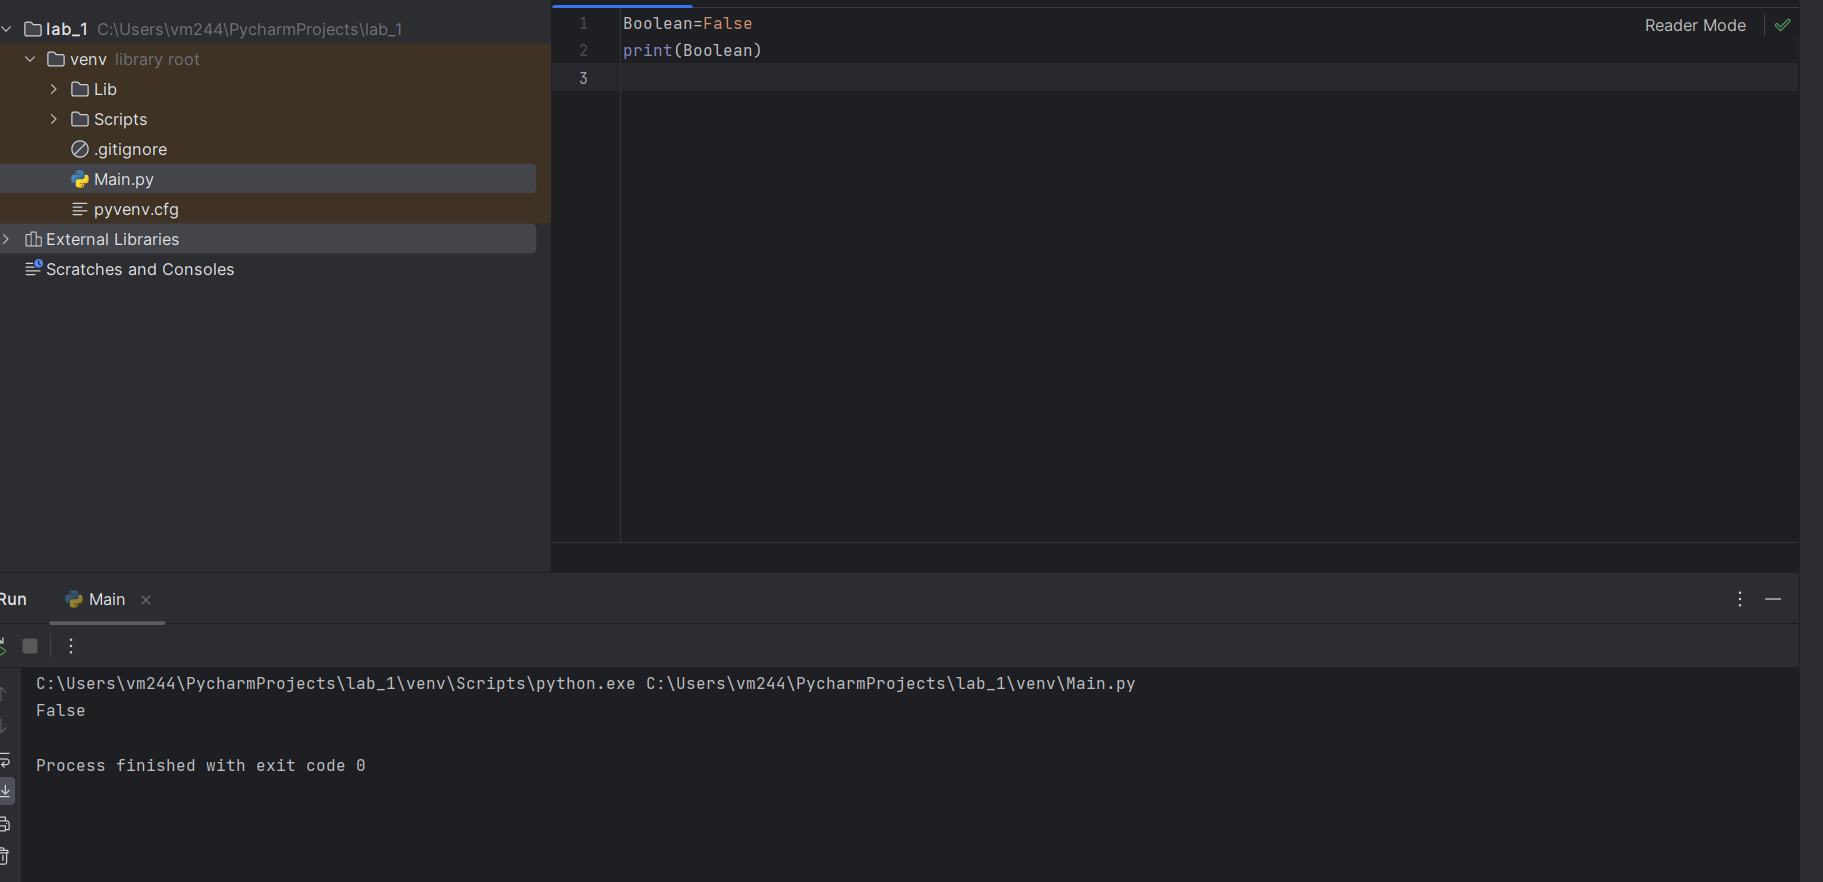 lab_1 C:\Users\vm244\PycharmProjects\lab_1
venv library root
Lib
Scripts
.gitignore
Main.py
pyvenv.cfg
External Libraries
Scratches and Consoles
1 Boolean=False
2 print(Boolean)
3
Reader Mode
Run Main
C:\Users\vm244\PycharmProjects\lab_1\venv\Scripts\python.exe C:\Users\vm244\PycharmProjects\lab_1\venv\Main.py
False
Process finished with exit code 0